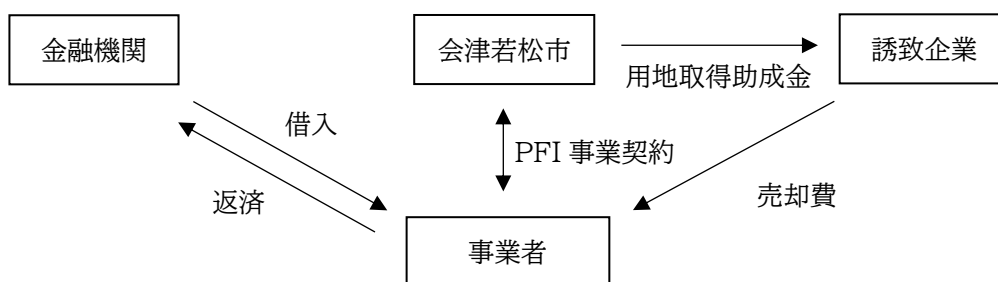 金融機関
会津若松市
誘致企業
用地取得助成金
借入
PFI 事業契約
返済
売却費
事業者